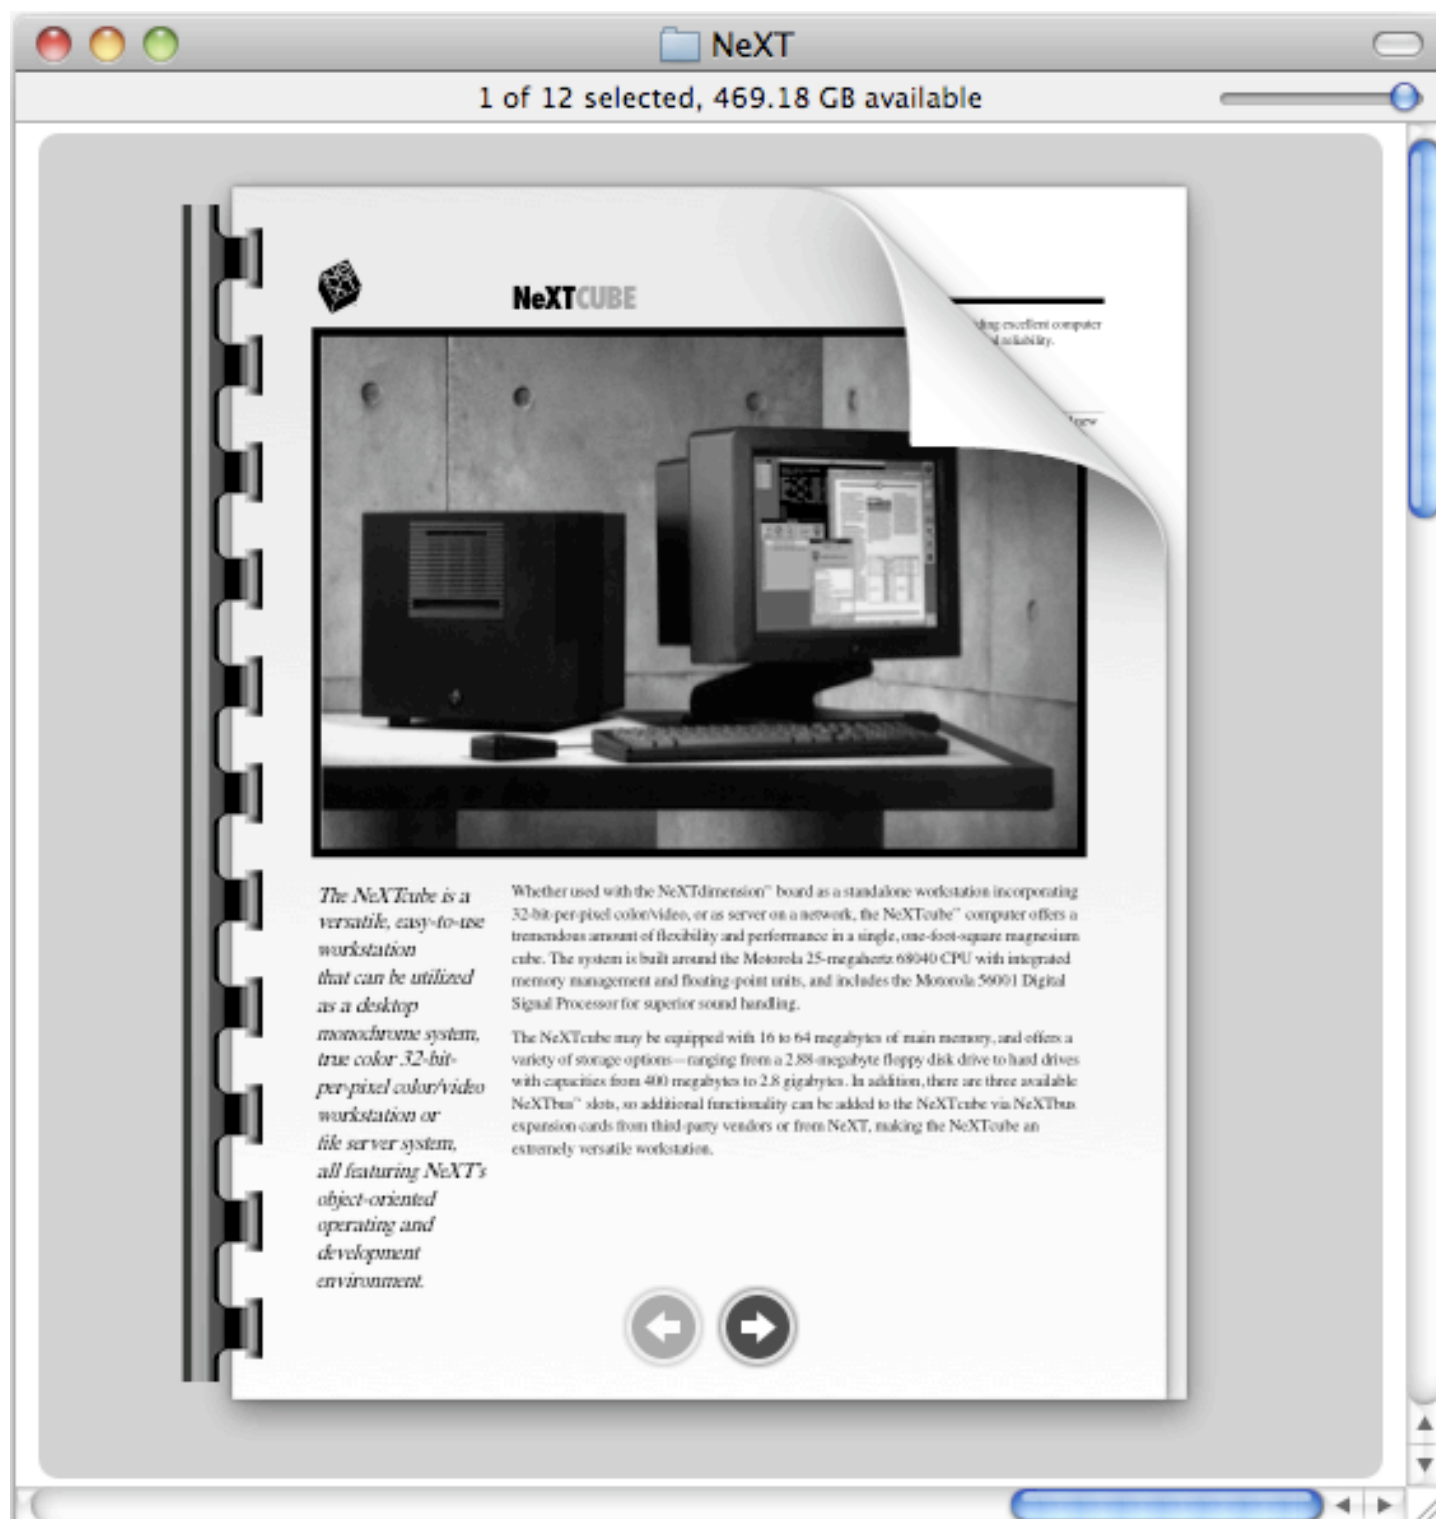 NeXT
1 of 12 selected, 469.18 GB available
Ne
XT
NeXTCUBE
excellent computer
reliability.
new
The NeXTcube is a
versatile, easy-to-use
workstation
that can be utilized
as a desktop
monochrome system,
true color 32-bit-
per-pixel color/video
workstation or
file server system,
all featuring NeXT's
object-oriented
operating and
development
environment.
Whether used with the NeXTdimension™ board as a standalone workstation incorporating
32-bit-per-pixel color/video, or as server on a network, the NeXTcube™ computer offers a
tremendous amount of flexibility and performance in a single, one-foot-square magnesium
cube. The system is built around the Motorola 25-megahertz 68040 CPU with integrated
memory management and floating-point units, and includes the Motorola 56001 Digital
Signal Processor for superior sound handling.
The NeXTcube may be equipped with 16 to 64 megabytes of main memory, and offers a
variety of storage options—ranging from a 2.88-megabyte floppy disk drive to hard drives
with capacities from 400 megabytes to 2.8 gigabytes. In addition, there are three available
NeXTbus™ slots, so additional functionality can be added to the NeXTcube via NeXTbus
expansion cards from third-party vendors or from NeXT, making the NeXTcube an
extremely versatile workstation.